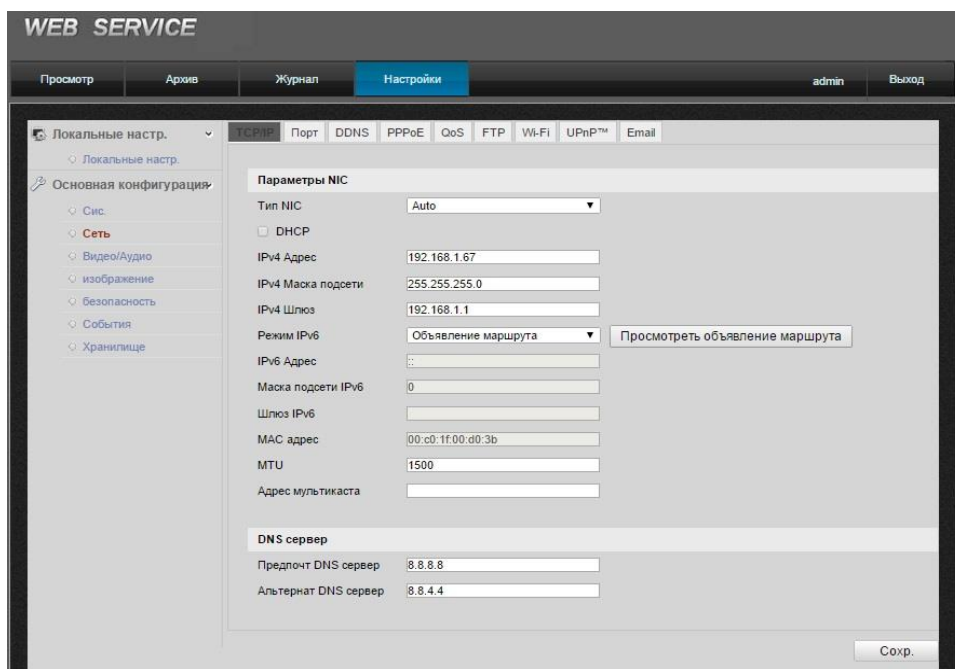 WEB SERVICE
Просмотр Архив Журнал Настройки admin Выход
Локальные настр.
Локальные настр.
Основная конфигурация
Сис.
Сеть
Видео/Аудио
изображение
безопасность
События
Хранилище
TCP/IP Порт DDNS PPPoE QoS FTP Wi-Fi UPnP™ Email
Параметры NIC
Тип NIC Auto
DHCP
IPv4 Адрес 192.168.1.67
IPv4 Маска подсети 255.255.255.0
IPv4 Шлюз 192.168.1.1
Режим IPv6 Объявление маршрута Просмотреть объявление маршрута
IPv6 Адрес ::
Маска подсети IPv6 0
Шлюз IPv6
MAC адрес 00:c0:1f:00:d0:3b
MTU 1500
Адрес мультикаста
DNS сервер
Предпочт DNS сервер 8.8.8.8
Альтернат DNS сервер 8.8.4.4
Сохр.